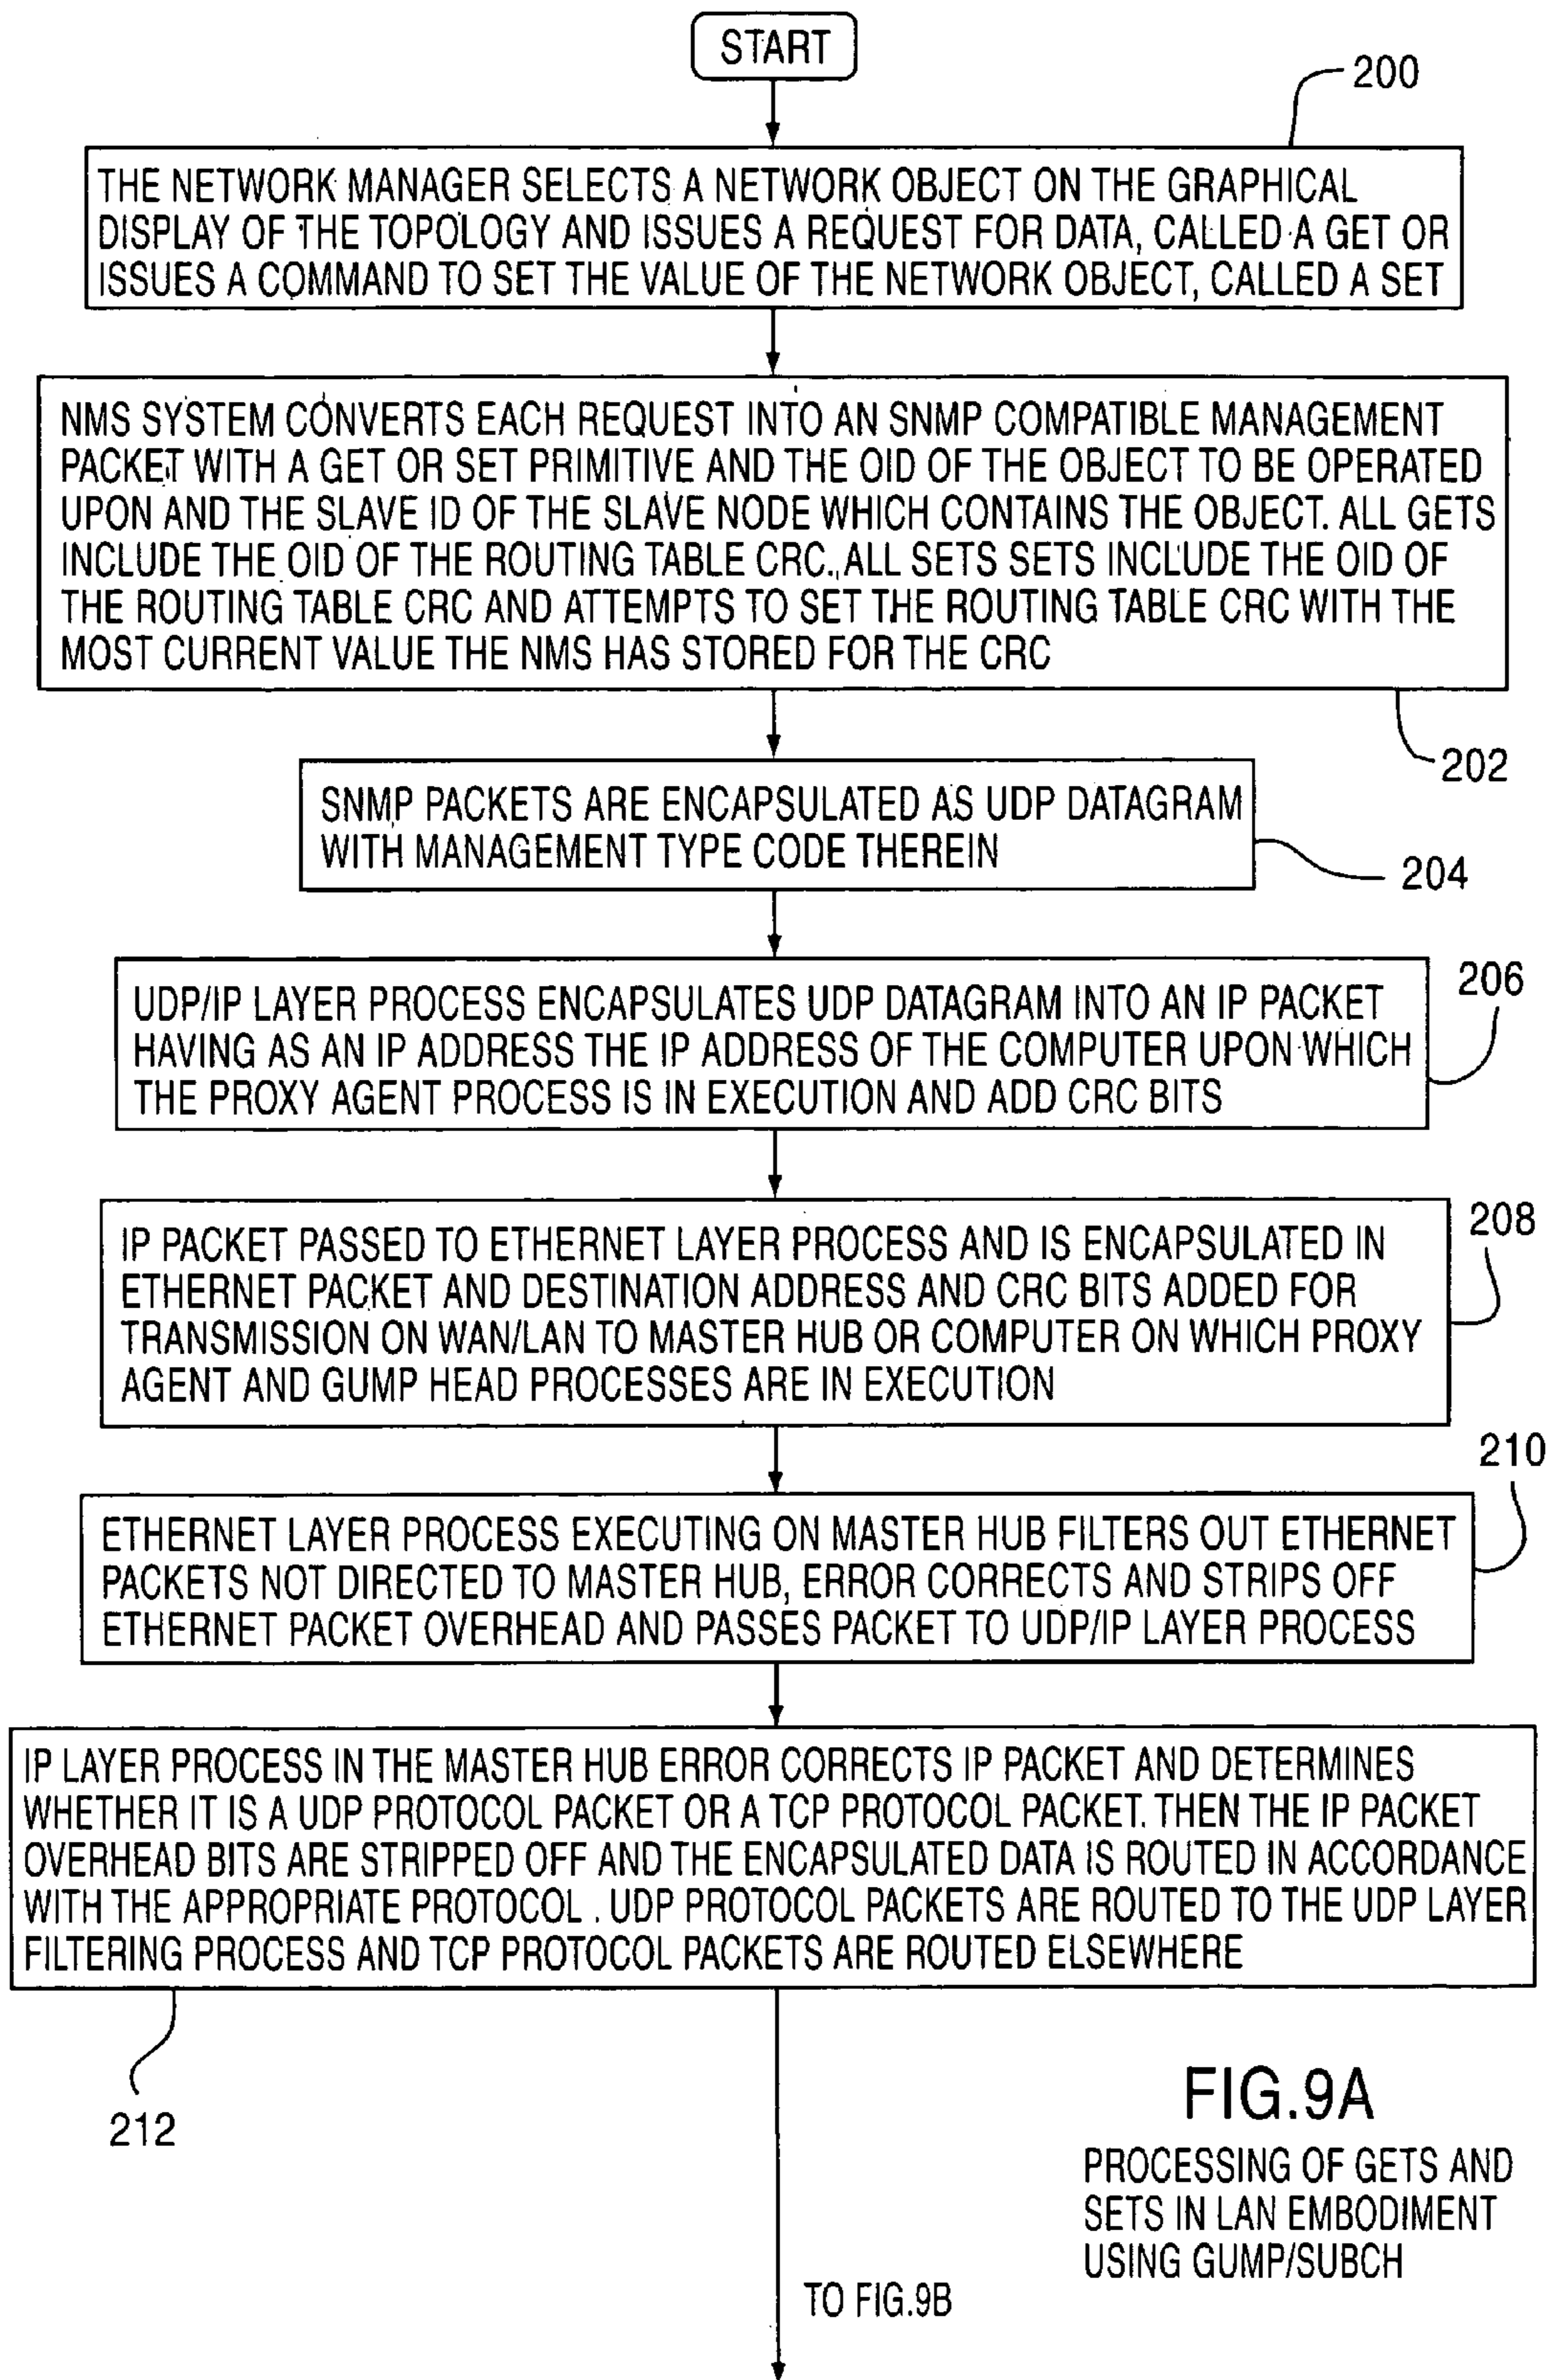 START
200
THE NETWORK MANAGER SELECTS A NETWORK OBJECT ON THE GRAPHICAL
DISPLAY OF THE TOPOLOGY AND ISSUES A REQUEST FOR DATA, CALLED A GET OR
ISSUES A COMMAND TO SET THE VALUE OF THE NETWORK OBJECT, CALLED A SET
NMS SYSTEM CONVERTS EACH REQUEST INTO AN SNMP COMPATIBLE MANAGEMENT
PACKET WITH A GET OR SET PRIMITIVE AND THE OID OF THE OBJECT TO BE OPERATED
UPON AND THE SLAVE ID OF THE SLAVE NODE WHICH CONTAINS THE OBJECT. ALL GETS
INCLUDE THE OID OF THE ROUTING TABLE CRC., ALL SETS SETS INCLUDE THE OID OF
THE ROUTING TABLE CRC AND ATTEMPTS TO SET THE ROUTING TABLE CRC WITH THE
MOST CURRENT VALUE THE NMS HAS STORED FOR THE CRC
202
SNMP PACKETS ARE ENCAPSULATED AS UDP DATAGRAM
WITH MANAGEMENT TYPE CODE THEREIN
204
UDP/IP LAYER PROCESS ENCAPSULATES UDP DATAGRAM INTO AN IP PACKET
HAVING AS AN IP ADDRESS THE IP ADDRESS OF THE COMPUTER UPON WHICH
THE PROXY AGENT PROCESS IS IN EXECUTION AND ADD CRC BITS
206
IP PACKET PASSED TO ETHERNET LAYER PROCESS AND IS ENCAPSULATED IN
ETHERNET PACKET AND DESTINATION ADDRESS AND CRC BITS ADDED FOR
TRANSMISSION ON WAN/LAN TO MASTER HUB OR COMPUTER ON WHICH PROXY
AGENT AND GUMP HEAD PROCESSES ARE IN EXECUTION
208
210
ETHERNET LAYER PROCESS EXECUTING ON MASTER HUB FILTERS OUT ETHERNET
PACKETS NOT DIRECTED TO MASTER HUB, ERROR CORRECTS AND STRIPS OFF
ETHERNET PACKET OVERHEAD AND PASSES PACKET TO UDP/IP LAYER PROCESS
IP LAYER PROCESS IN THE MASTER HUB ERROR CORRECTS IP PACKET AND DETERMINES
WHETHER IT IS A UDP PROTOCOL PACKET OR A TCP PROTOCOL PACKET. THEN THE IP PACKET
OVERHEAD BITS ARE STRIPPED OFF AND THE ENCAPSULATED DATA IS ROUTED IN ACCORDANCE
WITH THE APPROPRIATE PROTOCOL . UDP PROTOCOL PACKETS ARE ROUTED TO THE UDP LAYER
FILTERING PROCESS AND TCP PROTOCOL PACKETS ARE ROUTED ELSEWHERE
212
FIG.9A
PROCESSING OF GETS AND
SETS IN LAN EMBODIMENT
USING GUMP/SUBCH
TO FIG.9B